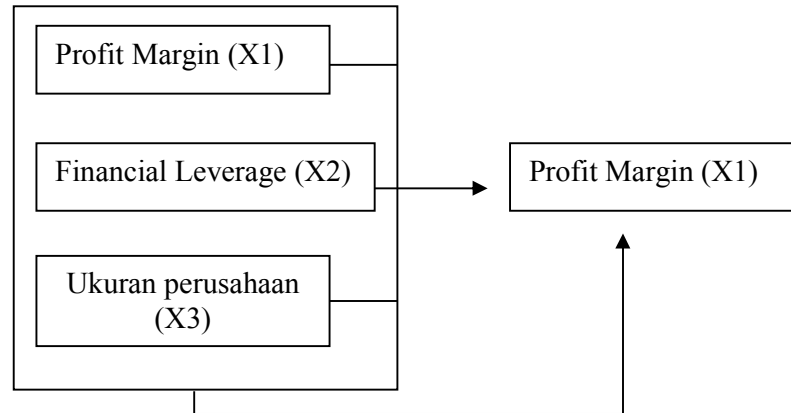 Profit Margin (X1)
Financial Leverage (X2)
Ukuran perusahaan
(X3)
Profit Margin (X1)